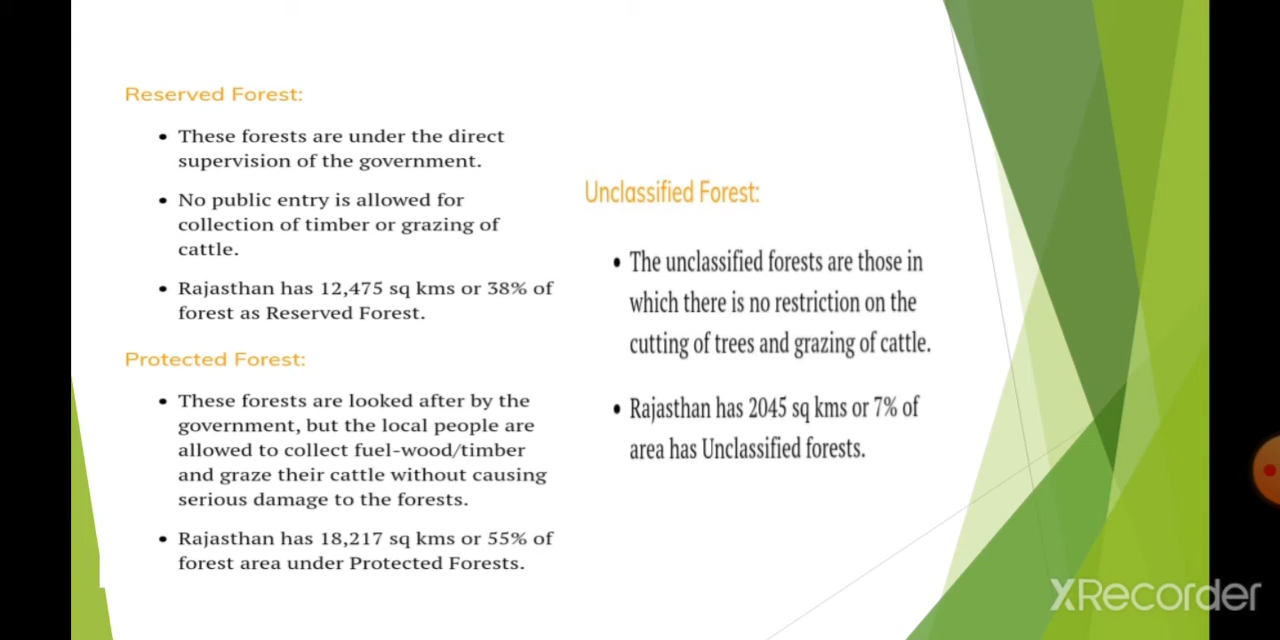 Reserved Forest:
• These forests are under the direct
supervision of the government.
• No public entry is allowed for
collection of timber or grazing of
cattle.
• Rajasthan has 12,475 sq kms or 38% of
forest as Reserved Forest.
Protected Forest:
• These forests are looked after by the
government, but the local people are
allowed to collect fuel-wood/timber
and graze their cattle without causing
serious damage to the forests.
• Rajasthan has 18,217 sq kms or 55% of
forest area under Protected Forests.
Unclassified Forest:
• The unclassified forests are those in
which there is no restriction on the
cutting of trees and grazing of cattle.
• Rajasthan has 2045 sq kms or 7% of
area has Unclassified forests.
XRecorder